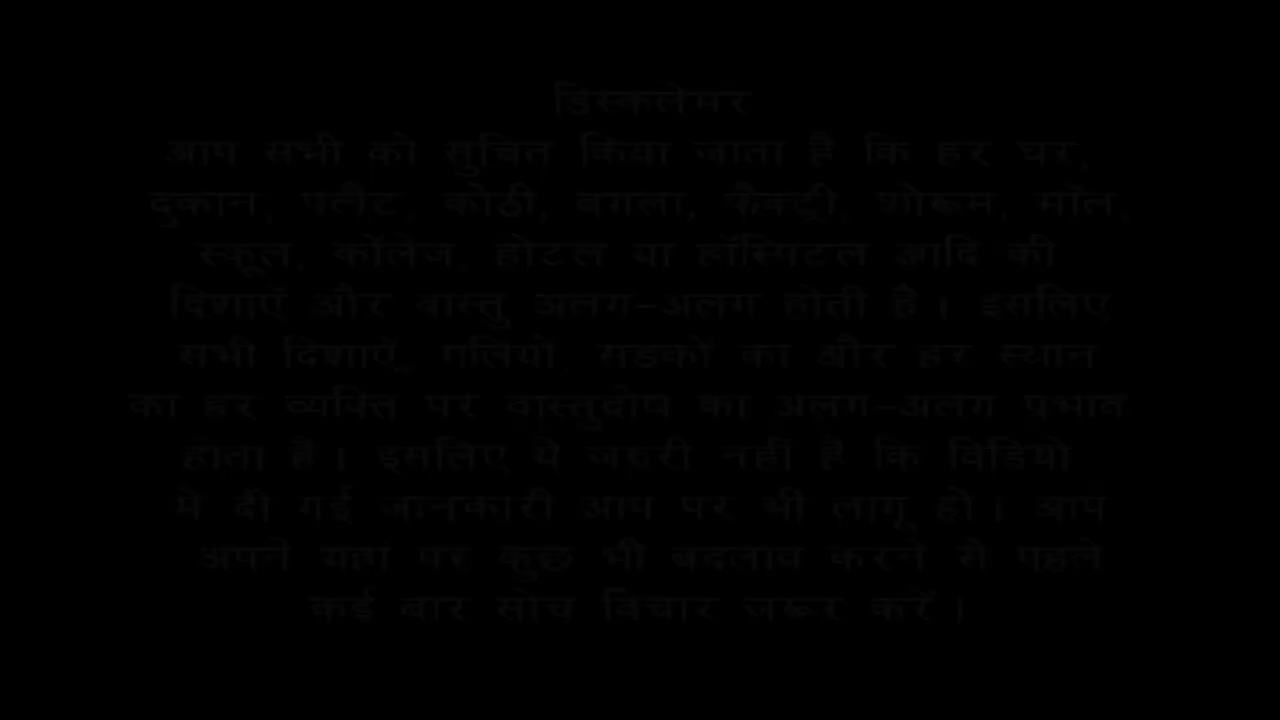 डिस्कलेमर
आप सभी को सुचित किया जाता है कि हर घर,
दुकान, फ्लैट, कोठी, बंगला, फैक्ट्री, शोरूम, मॉल,
स्कूल, कॉलेज, होटल या हॉस्पिटल आदि की
दिशाएँ और वास्तु अलग-अलग होती है। इसलिए
सभी दिशाएँ, गलियों, सडकों का और हर स्थान
का हर व्यक्ति पर वास्तुदोष का अलग-अलग प्रभाव
होता है। इसलिए ये जरुरी नहीं है कि विडियो
में दी गई जानकारी आप पर भी लागू हो। आप
अपने यहां पर कुछ भी बदलाव करने से पहले
कई बार सोच विचार जरूर करें।